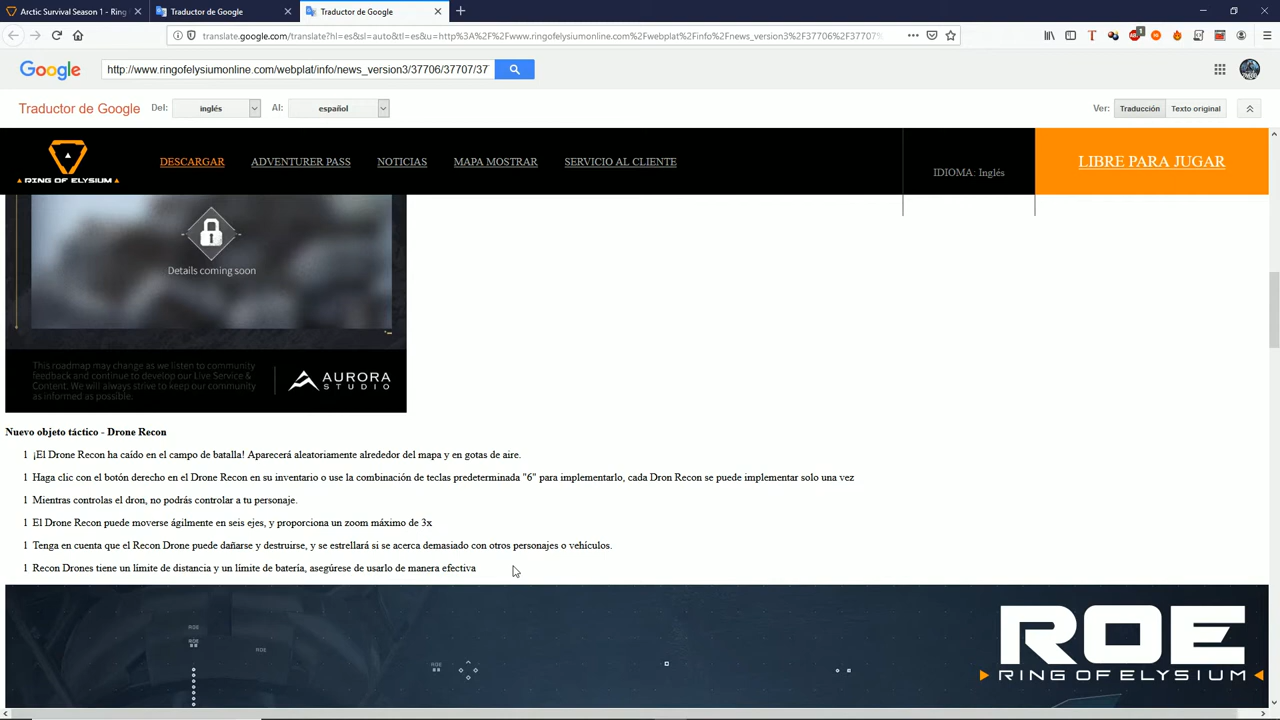 Arctic Survival Season 1 - Ring
Traductor de Google
Traductor de Google
translate.google.com/translate?hl=es&sl=auto&tl=es&u=http%3A%2F%2Fwww.ringofelysiumonline.com%2Fwebplat%2Finfo%2Fnews_version3%2F37706%2F37707%2F
Google
http://www.ringofelysiumonline.com/webplat/info/news_version3/37706/37707/37
Traductor de Google
Del:
inglés
Al:
español
Ver:
Traducción
Texto original
RING OF ELYSIUM
DESCARGAR
ADVENTURER PASS
NOTICIAS
MAPA MOSTRAR
SERVICIO AL CLIENTE
IDIOMA: Inglés
LIBRE PARA JUGAR
Details coming soon
This roadmap may change as we listen to community
feedback and continue to develop our Live Service &
Content. We will always strive to keep our community
as informed as possible.
AURORA
STUDIO
Nuevo objeto táctico - Drone Recon
1 ¡El Drone Recon ha caído en el campo de batalla! Aparecerá aleatoriamente alrededor del mapa y en gotas de aire.
1 Haga clic con el botón derecho en el Drone Recon en su inventario o use la combinación de teclas predeterminada "6" para implementarlo, cada Dron Recon se puede implementar solo una vez
1 Mientras controlas el dron, no podrás controlar a tu personaje.
1 El Drone Recon puede moverse ágilmente en seis ejes, y proporciona un zoom máximo de 3x
1 Tenga en cuenta que el Recon Drone puede dañarse y destruirse, y se estrellará si se acerca demasiado con otros personajes o vehículos.
1 Recon Drones tiene un límite de distancia y un límite de batería, asegúrese de usarlo de manera efectiva
ROE
ROE
ROE
ROE
RING OF ELYSIUM